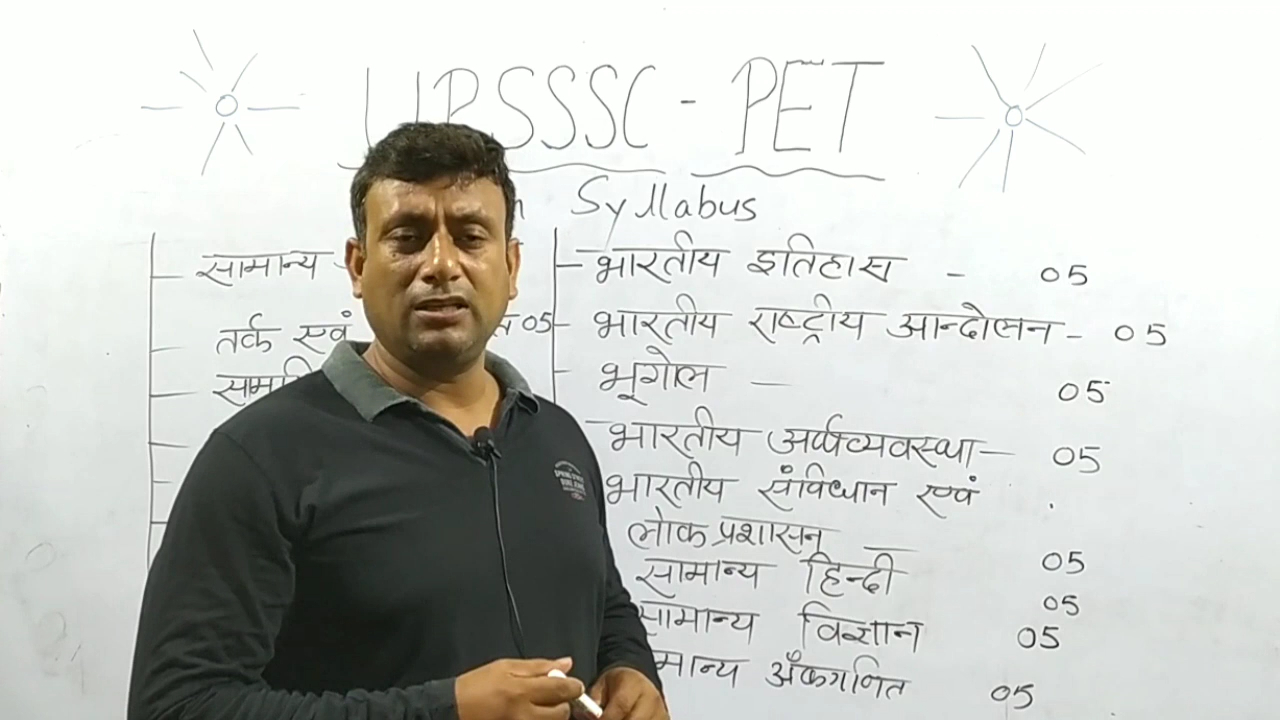 UPSSSC - PET
Syllabus
सामान्य -
तर्क एवं
05
भारतीय इतिहास - 05
भारतीय राष्ट्रीय आन्दोलन - 05
भूगोल — 05
भारतीय अर्थव्यवस्था — 05
भारतीय संविधान एवं
लोक प्रशासन — 05
सामान्य हिन्दी 05
सामान्य विज्ञान 05
मान्य अँकगणित 05